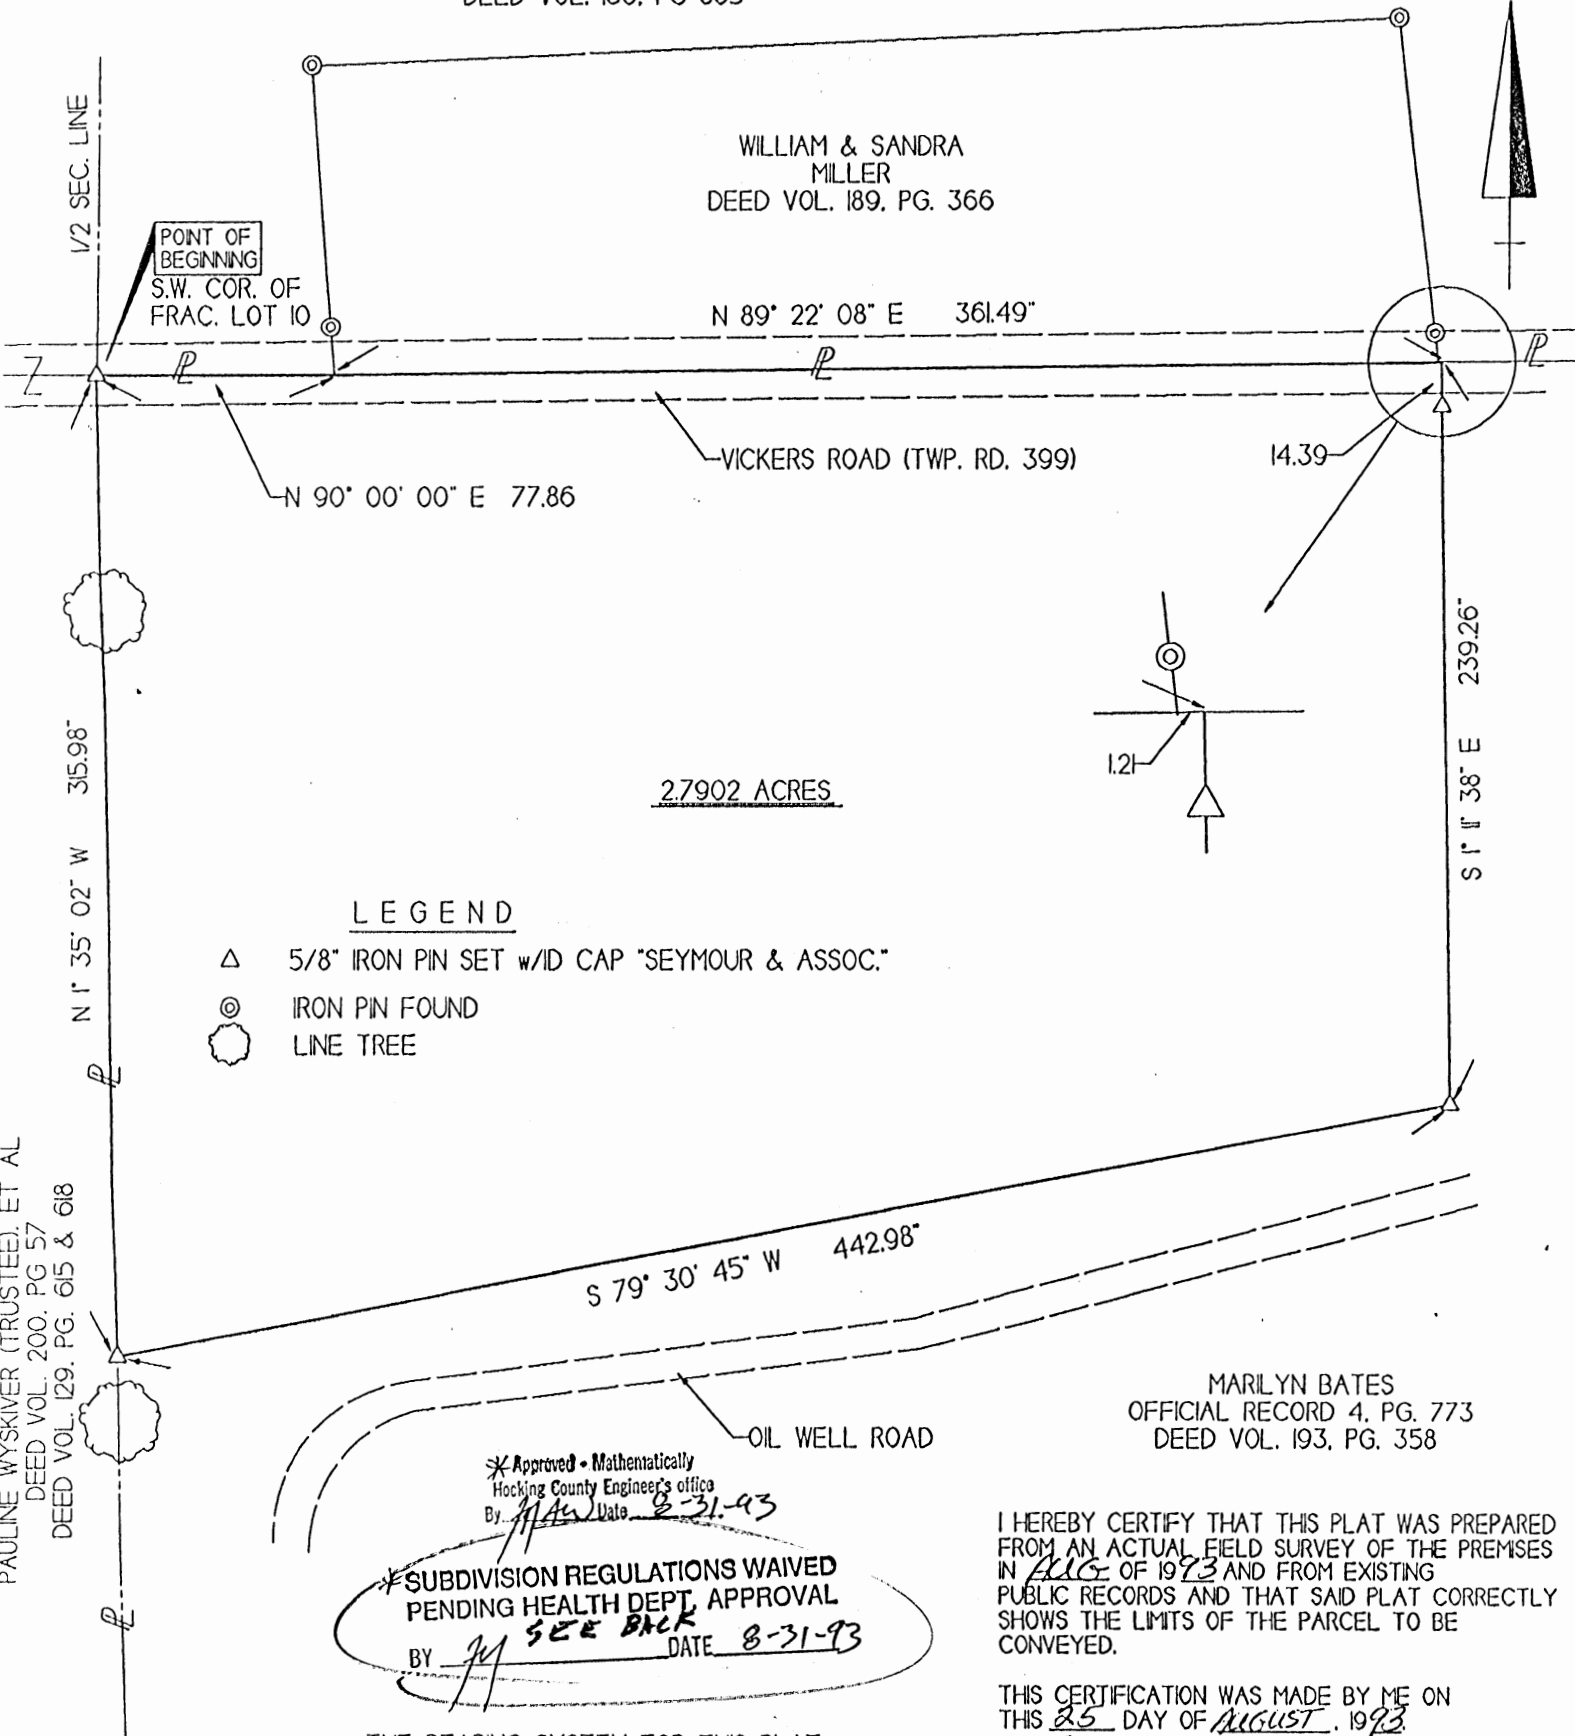 WILLIAM & SANDRA
MILLER
DEED VOL. 189, PG. 366
1/2 SEC. LINE
POINT OF
BEGINNING
S.W. COR. OF
FRAC. LOT 10
N 89° 22' 08" E 361.49"
VICKERS ROAD (TWP. RD. 399)
14.39
N 90° 00' 00" E 77.86
S 1° 11' 38" E 239.26"
1.21
N 1° 35' 02" W 315.98"
2.7902 ACRES
LEGEND
5/8" IRON PIN SET w/ID CAP "SEYMOUR & ASSOC."
IRON PIN FOUND
LINE TREE
PAULINE WYSKIVER (TRUSTEE), ET AL
DEED VOL. 200, PG 57
DEED VOL. 129, PG. 615 & 618
S 79° 30' 45" W 442.98"
OIL WELL ROAD
MARILYN BATES
OFFICIAL RECORD 4, PG. 773
DEED VOL. 193, PG. 358
* Approved - Mathematically
Hocking County Engineer's office
By Date 8-31-93
* SUBDIVISION REGULATIONS WAIVED
PENDING HEALTH DEPT. APPROVAL
SEE BACK
BY DATE 8-31-93
I HEREBY CERTIFY THAT THIS PLAT WAS PREPARED
FROM AN ACTUAL FIELD SURVEY OF THE PREMISES
IN AUG OF 1993 AND FROM EXISTING
PUBLIC RECORDS AND THAT SAID PLAT CORRECTLY
SHOWS THE LIMITS OF THE PARCEL TO BE
CONVEYED.
THIS CERTIFICATION WAS MADE BY ME ON
THIS 25 DAY OF AUGUST, 1993